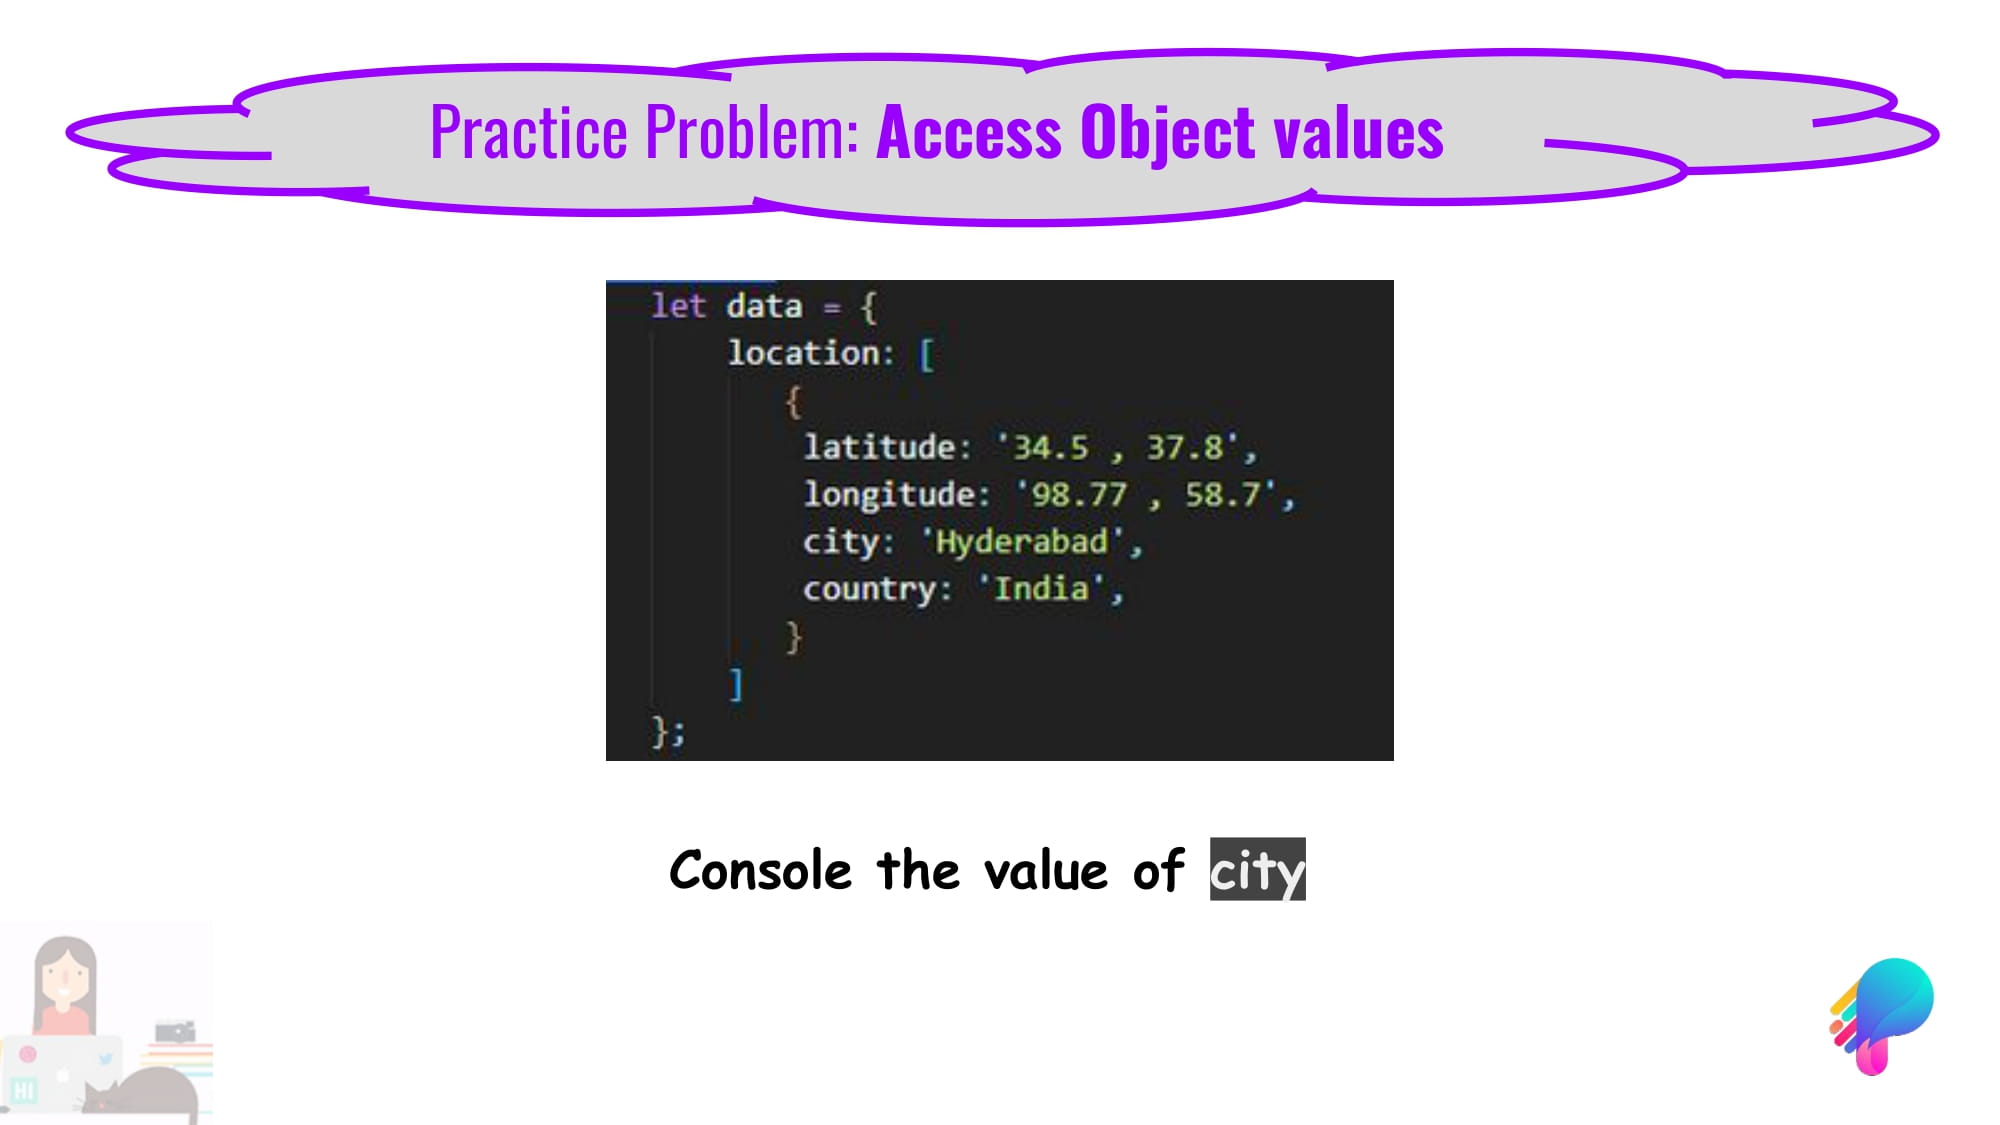 Practice Problem: Access Object values
let data = {
location: [
{
latitude: '34.5 , 37.8',
longitude: '98.77 , 58.7',
city: 'Hyderabad',
country: 'India',
}
]
};
Console the value of city
HI